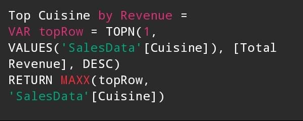 Top Cuisine by Revenue =
VAR topRow = TOPN(1,
VALUES('SalesData'[Cuisine]), [Total
Revenue], DESC)
RETURN MAXX(topRow,
'SalesData'[Cuisine])